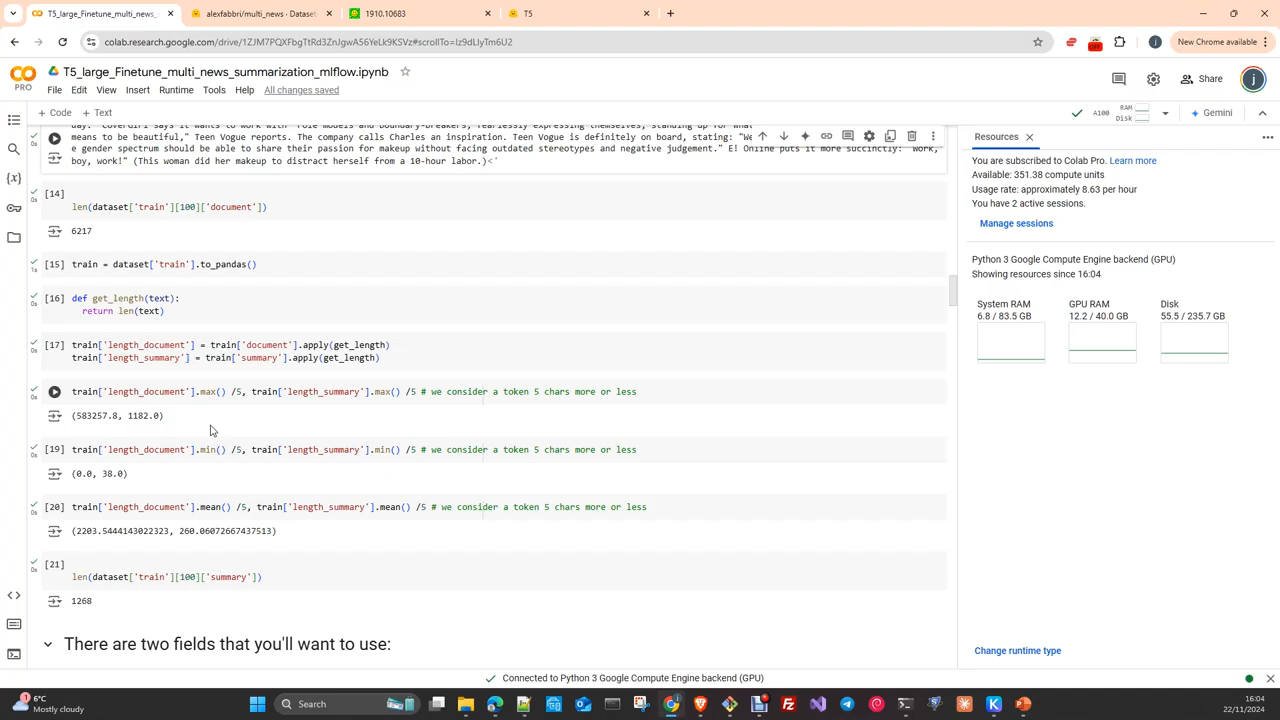 T5_large_Finetune_multi_news_s
alexfabbri/multi_news · Dataset
1910.10683
T5
colab.research.google.com/drive/1ZJM7PQXFbgTtRd3ZnJgwA56YeLk9KSVz#scrollTo=Iz9dLlyTm6U2
New Chrome available
PRO
T5_large_Finetune_multi_news_summarization_mlflow.ipynb
File Edit View Insert Runtime Tools Help All changes saved
Share
j
+ Code + Text
A100
RAM
Disk
Gemini
means to be beautiful," Teen Vogue reports. The company calls Charles an inspiration. Teen Vogue is definitely on board, stating: "We
e gender spectrum should be able to share their passion for makeup without facing outdated stereotypes and negative judgement." E! Online puts it more succinctly: "Work,
boy, work!" (This woman did her makeup to distract herself from a 10-hour labor.)<'
[14]
len(dataset['train'][100]['document'])
6217
[15] train = dataset['train'].to_pandas()
[16] def get_length(text):
return len(text)
[17] train['length_document'] = train['document'].apply(get_length)
train['length_summary'] = train['summary'].apply(get_length)
train['length_document'].max() /5, train['length_summary'].max() /5 # we consider a token 5 chars more or less
(583257.8, 1182.0)
[19] train['length_document'].min() /5, train['length_summary'].min() /5 # we consider a token 5 chars more or less
(0.0, 38.0)
[20] train['length_document'].mean() /5, train['length_summary'].mean() /5 # we consider a token 5 chars more or less
(2203.5444143022323, 260.06072667437513)
[21]
len(dataset['train'][100]['summary'])
1268
There are two fields that you'll want to use:
Resources
You are subscribed to Colab Pro. Learn more
Available: 351.38 compute units
Usage rate: approximately 8.63 per hour
You have 2 active sessions.
Manage sessions
Python 3 Google Compute Engine backend (GPU)
Showing resources since 16:04
System RAM
6.8 / 83.5 GB
GPU RAM
12.2 / 40.0 GB
Disk
55.5 / 235.7 GB
Change runtime type
Connected to Python 3 Google Compute Engine backend (GPU)
6°C
Mostly cloudy
Search
16:04
22/11/2024